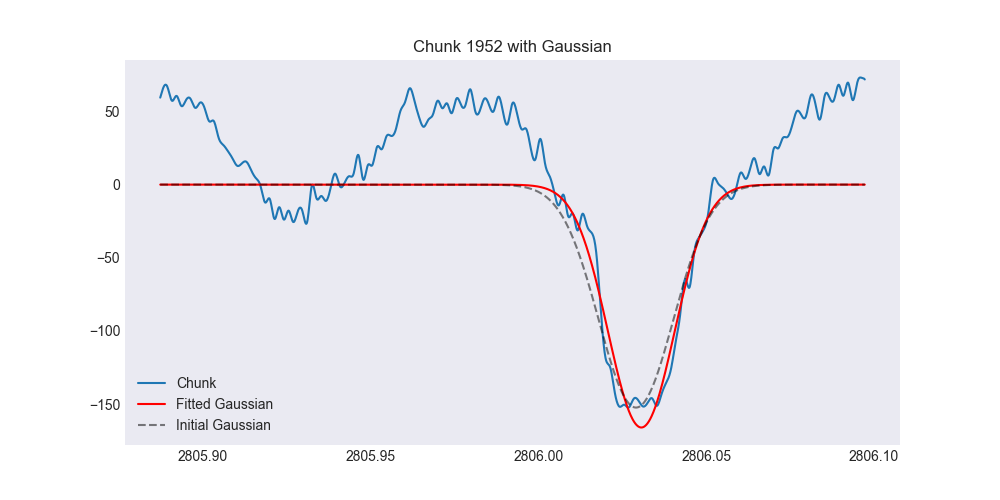 Chunk 1952 with Gaussian
50
0
−50
−100
−150
Chunk
Fitted Gaussian
Initial Gaussian
2805.90 2805.95 2806.00 2806.05 2806.10